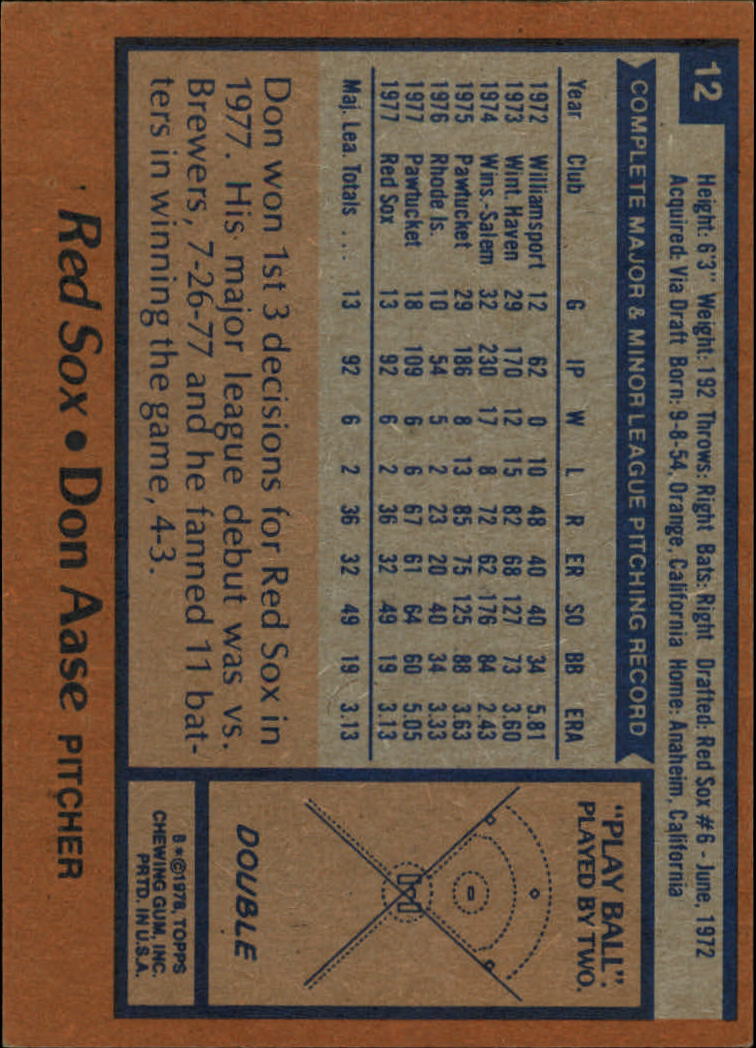 12
Height: 6'3" Weight: 192 Throws: Right Bats: Right Drafted: Red Sox #6 - June, 1972
Acquired: Via Draft Born: 9-8-54, Orange, California Home: Anaheim, California
COMPLETE MAJOR & MINOR LEAGUE PITCHING RECORD
Year Club G IP W L R ER SO BB ERA
1972 Williamsport 12 62 0 10 48 40 40 34 5.81
1973 Wint. Haven 29 170 12 15 82 68 127 73 3.60
1974 Wins.-Salem 32 230 17 8 72 62 176 84 2.43
1975 Pawtucket 29 186 8 13 85 75 125 88 3.63
1976 Rhode Is. 10 54 5 2 23 20 40 34 3.33
1977 Pawtucket 18 109 6 6 67 61 64 60 5.05
1977 Red Sox 13 92 6 2 36 32 49 19 3.13
Maj. Lea. Totals ... 13 92 6 2 36 32 49 19 3.13
Don won 1st 3 decisions for Red Sox in
1977. His major league debut was vs.
Brewers, 7-26-77 and he fanned 11 bat-
ters in winning the game, 4-3.
"PLAY BALL".
PLAYED BY TWO.
DOUBLE
B*©1978, TOPPS
CHEWING GUM, INC.
PRTD. IN U.S.A.
Red Sox • Don Aase PITCHER